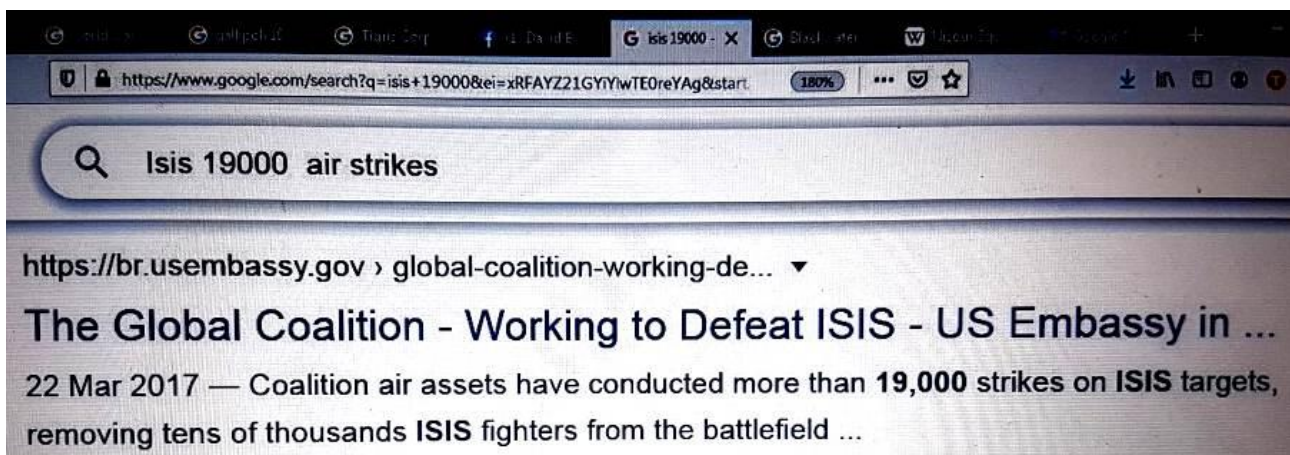 isis 19000 -
https://www.google.com/search?q=isis+19000&ei=xRFAYZ21GYiYlwTE0reYAg&start 180%
Isis 19000 air strikes
https://br.usembassy.gov › global-coalition-working-de...
The Global Coalition - Working to Defeat ISIS - US Embassy in ...
22 Mar 2017 — Coalition air assets have conducted more than 19,000 strikes on ISIS targets,
removing tens of thousands ISIS fighters from the battlefield ...